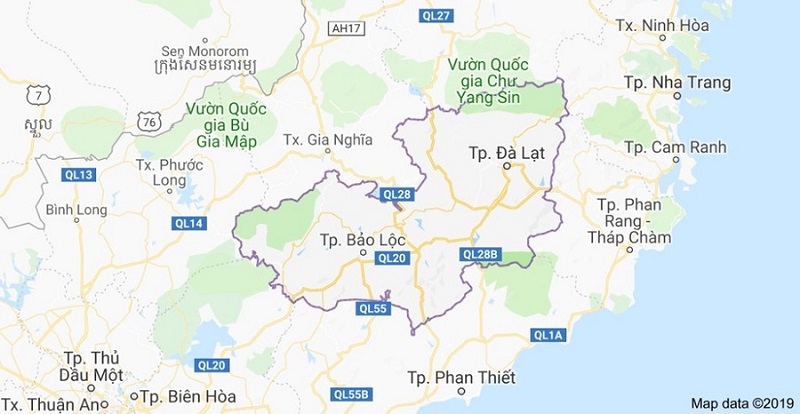 QL27
Tx. Ninh Hòa
AH17
Sen Monorom
ក្រុងសែនមនោរម្យ
Vườn Quốc
gia Chư
Yang Sin
Tp. Nha Trang
7
ស្នួល
76
Vườn Quốc
gia Bù
Gia Mập
Tx. Gia Nghĩa
Tp. Đà Lạt
Tp. Cam Ranh
QL13
Tx. Phước
Long
QL28
Bình Long
QL14
Tp. Phan
Rang -
Tháp Chàm
Tp. Bảo Lộc
QL20
QL28B
QL55
QL1A
Tp. Thủ
Dầu Một
QL20
Tp. Phan Thiết
QL55B
Tp. Biên Hòa
Tx. Thuận An
Map data ©2019